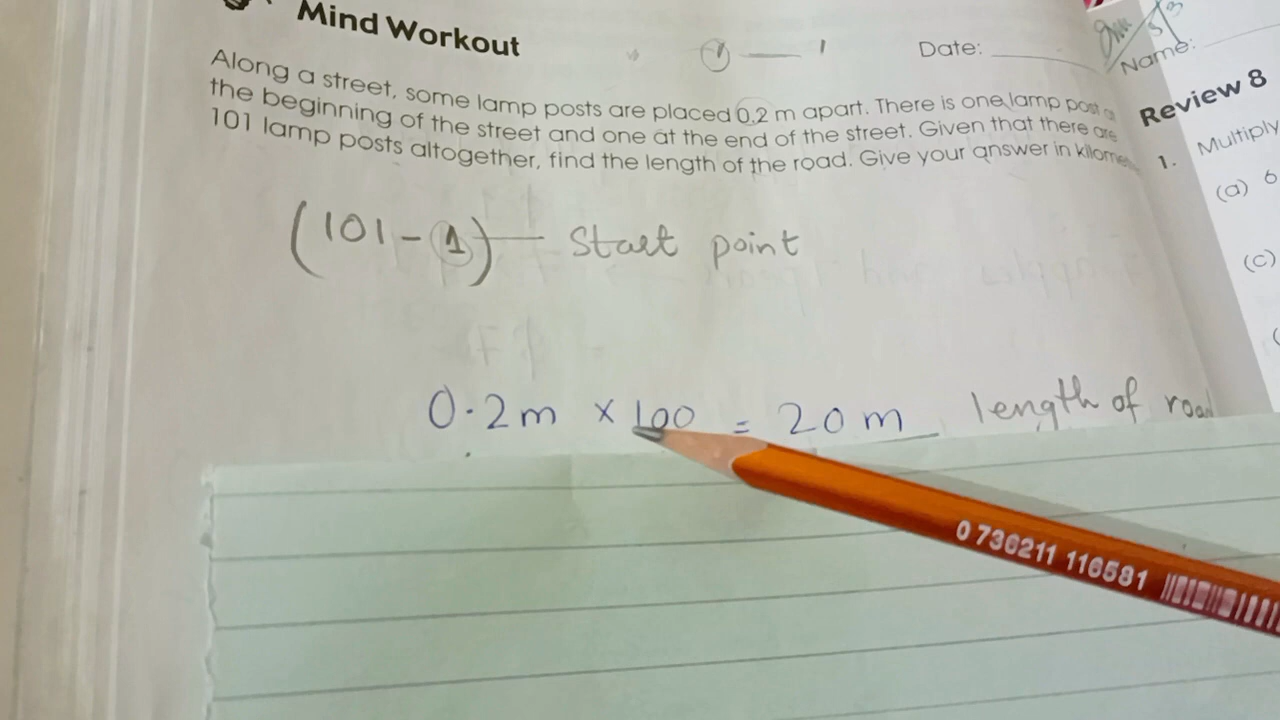 Mind Workout
Date:
Name:
Along a street, some lamp posts are placed 0.2 m apart. There is one lamp post
the beginning of the street and one at the end of the street. Given that there are
101 lamp posts altogether, find the length of the road. Give your answer in
(101 - 1) Start point
0.2 m × 100 = 20 m length of road
Review 8
1. Multiply
(a) 6
(c)
0 736211 116581